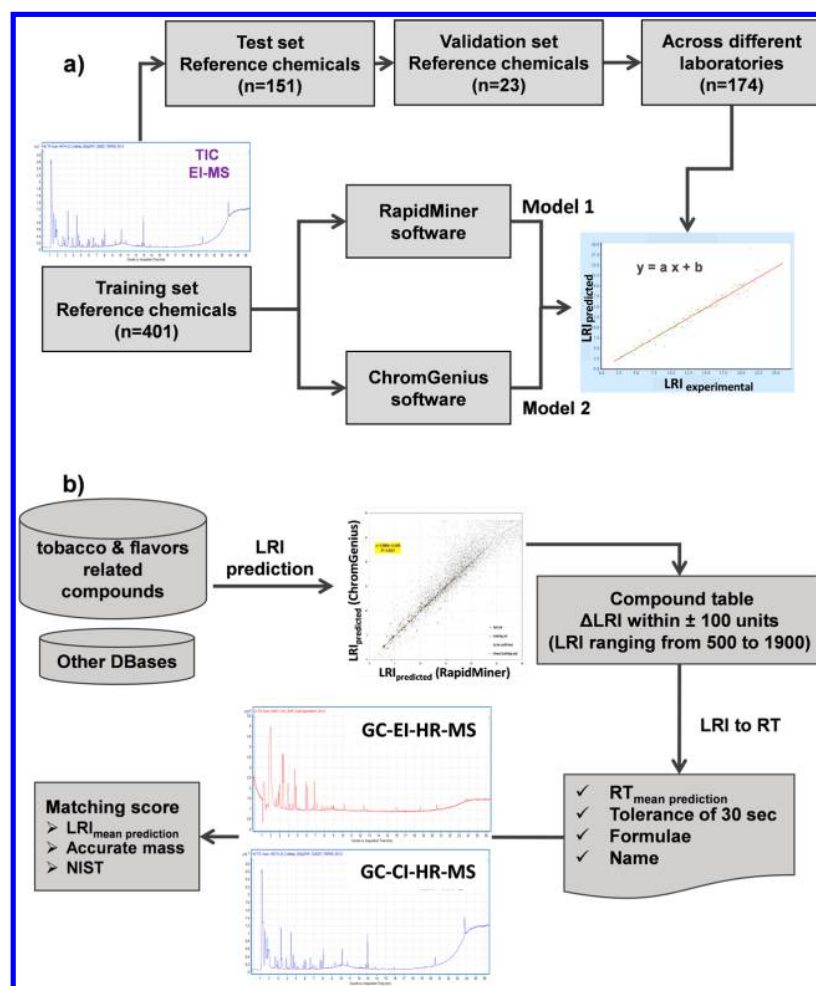 a)
Test set
Reference chemicals
(n=151)
Validation set
Reference chemicals
(n=23)
Across different
laboratories
(n=174)
TIC
EI-MS
Training set
Reference chemicals
(n=401)
RapidMiner
software
Model 1
ChromGenius
software
Model 2
y = a x + b
LRIpredicted
LRI experimental
b)
tobacco & flavors
related
compounds
Other DBases
LRI
prediction
LRIpredicted (ChromGenius)
LRIpredicted (RapidMiner)
Compound table
ΔLRI within ± 100 units
(LRI ranging from 500 to 1900)
LRI to RT
✓ RTmean prediction
✓ Tolerance of 30 sec
✓ Formulae
✓ Name
GC-EI-HR-MS
GC-CI-HR-MS
Matching score
➢ LRImean prediction
➢ Accurate mass
➢ NIST